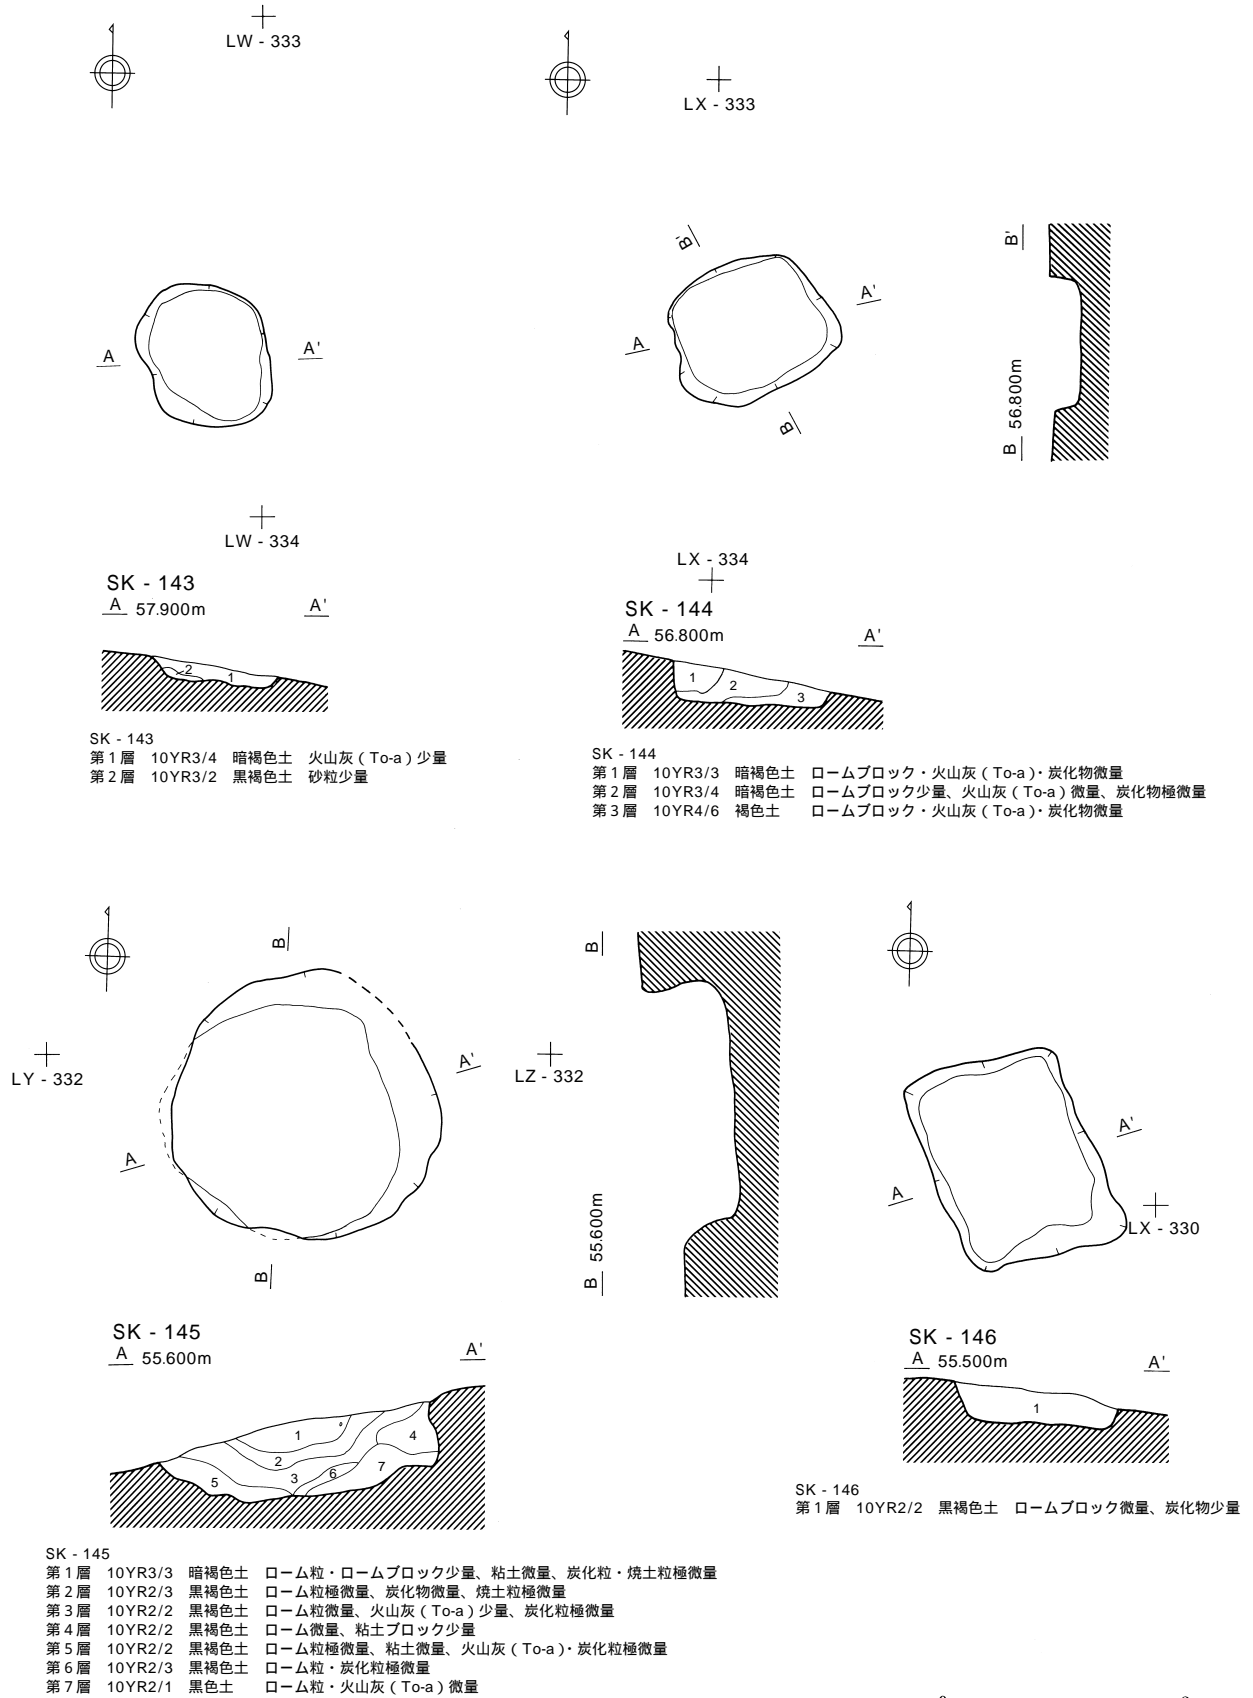 LW - 333
LX - 333
A
A'
B'
A'
A
B
B'
B 56.800m
LW - 334
LX - 334
SK - 143
A 57.900m A'
2
1
SK - 144
A 56.800m A'
1
2
3
SK - 143
第1層 10YR3/4 暗褐色土 火山灰（To-a）少量
第2層 10YR3/2 黒褐色土 砂粒少量
SK - 144
第1層 10YR3/3 暗褐色土 ロームブロック・火山灰（To-a）・炭化物微量
第2層 10YR3/4 暗褐色土 ロームブロック少量、火山灰（To-a）微量、炭化物極微量
第3層 10YR4/6 褐色土 ロームブロック・火山灰（To-a）・炭化物微量
B
LY - 332
A'
A
B
B
LZ - 332
B 55.600m
A'
A
LX - 330
SK - 145
A 55.600m A'
1
2
3
4
5
6
7
SK - 146
A 55.500m A'
1
SK - 146
第1層 10YR2/2 黒褐色土 ロームブロック微量、炭化物少量
SK - 145
第1層 10YR3/3 暗褐色土 ローム粒・ロームブロック少量、粘土微量、炭化粒・焼土粒極微量
第2層 10YR2/3 黒褐色土 ローム粒極微量、炭化物微量、焼土粒極微量
第3層 10YR2/2 黒褐色土 ローム粒微量、火山灰（To-a）少量、炭化粒極微量
第4層 10YR2/2 黒褐色土 ローム微量、粘土ブロック少量
第5層 10YR2/2 黒褐色土 ローム粒極微量、粘土微量、火山灰（To-a）・炭化粒極微量
第6層 10YR2/3 黒褐色土 ローム粒・炭化粒極微量
第7層 10YR2/1 黒色土 ローム粒・火山灰（To-a）微量